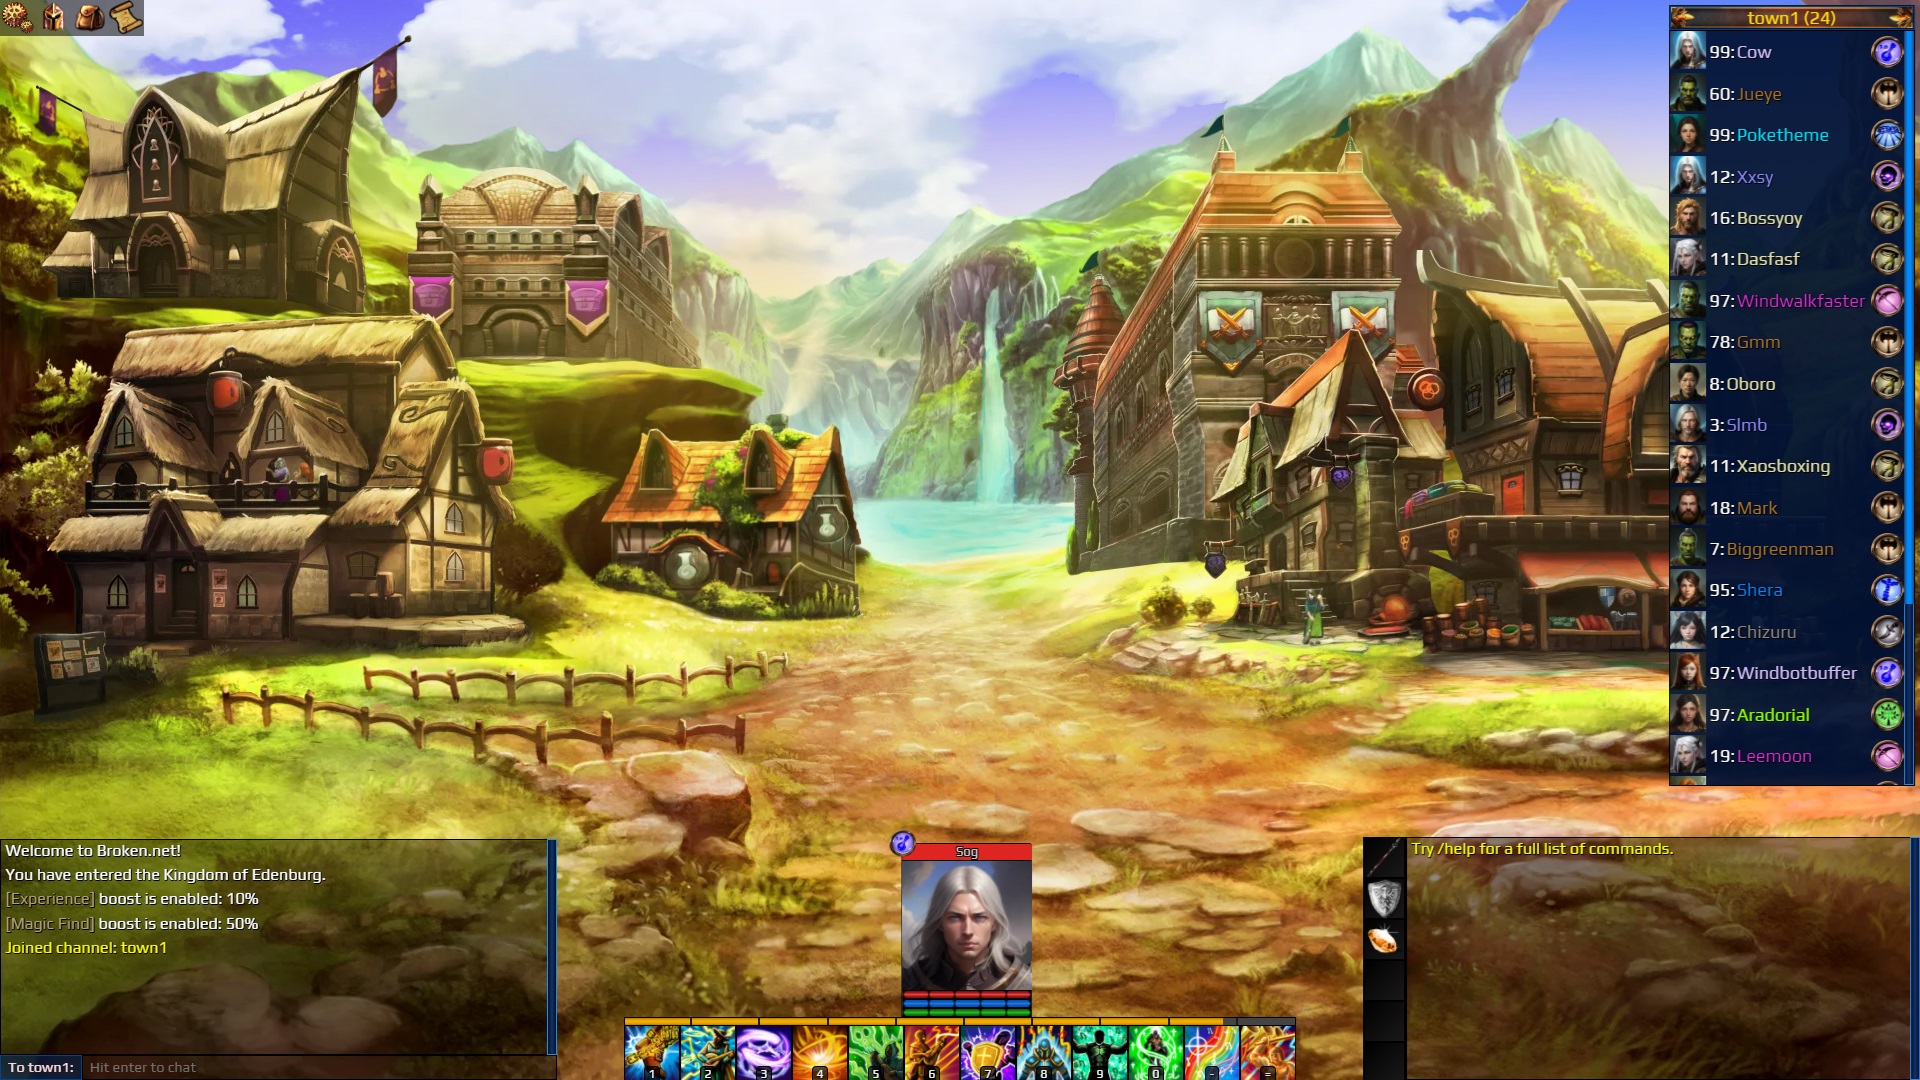 town1 (24)
99: Cow
60: Jueye
99: Poketheme
12: Xxsy
16: Bossyoy
11: Dasfasf
97: Windwalkfaster
78: Gmm
8: Oboro
3: Slmb
11: Xaosboxing
18: Mark
7: Biggreenman
95: Shera
12: Chizuru
97: Windbotbuffer
97: Aradorial
19: Leemoon
Welcome to Broken.net!
You have entered the Kingdom of Edenburg.
[Experience] boost is enabled: 10%
[Magic Find] boost is enabled: 50%
Joined channel: town1
To town1: Hit enter to chat
Sog
1 2 3 4 5 6 7 8 9 0 - =
Try /help for a full list of commands.